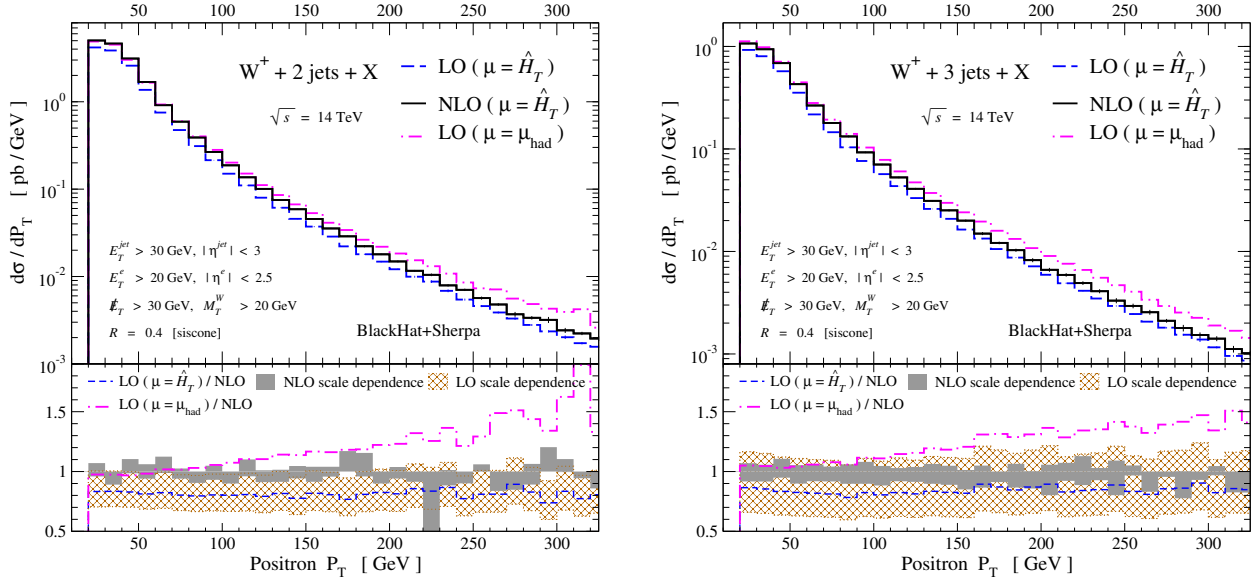 50 100 150 200 250 300
10^0
10^-1
10^-2
10^-3
dσ / dP_T [ pb / GeV ]
W^+ + 2 jets + X
√s = 14 TeV
LO ( μ = Ĥ_T )
NLO ( μ = Ĥ_T )
LO ( μ = μ_had )
E_T^jet > 30 GeV, | η^jet | < 3
E_T^e > 20 GeV, | η^e | < 2.5
E̸_T > 30 GeV, M_T^W > 20 GeV
R = 0.4 [siscone]
BlackHat+Sherpa
LO ( μ = Ĥ_T ) / NLO NLO scale dependence LO scale dependence
LO ( μ = μ_had ) / NLO
1.5
1
0.5
50 100 150 200 250 300
Positron P_T [ GeV ]
50 100 150 200 250 300
10^0
10^-1
10^-2
10^-3
dσ / dP_T [ pb / GeV ]
W^+ + 3 jets + X
√s = 14 TeV
LO ( μ = Ĥ_T )
NLO ( μ = Ĥ_T )
LO ( μ = μ_had )
E_T^jet > 30 GeV, | η^jet | < 3
E_T^e > 20 GeV, | η^e | < 2.5
E̸_T > 30 GeV, M_T^W > 20 GeV
R = 0.4 [siscone]
BlackHat+Sherpa
LO ( μ = Ĥ_T ) / NLO NLO scale dependence LO scale dependence
LO ( μ = μ_had ) / NLO
1.5
1
0.5
50 100 150 200 250 300
Positron P_T [ GeV ]